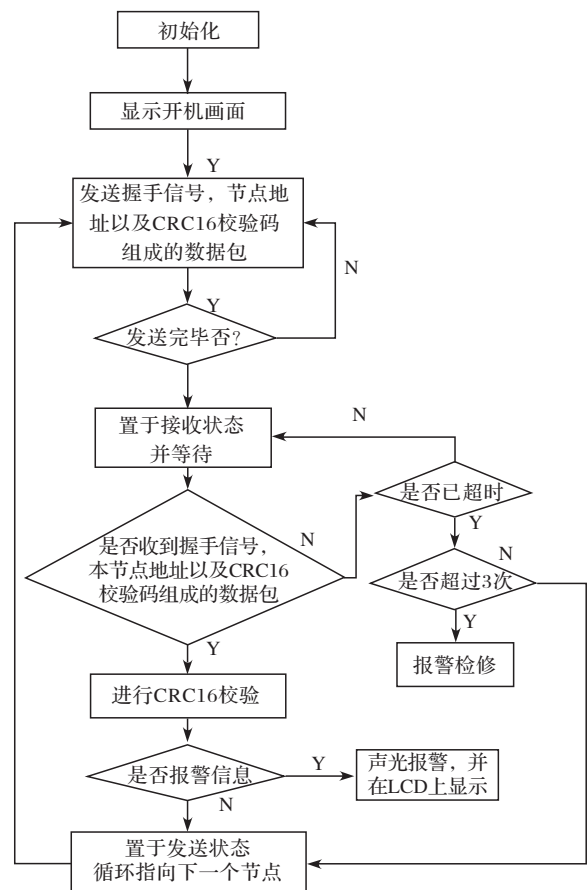 初始化
显示开机画面
Y
发送握手信号，节点地
址以及CRC16校验码
组成的数据包
N
Y
发送完毕否？
N
置于接收状态
并等待
是否已超时
Y
是否收到握手信号，
N
本节点地址以及CRC16
校验码组成的数据包
N
是否超过3次
Y
Y
报警检修
进行CRC16校验
是否报警信息
Y
声光报警，并
在LCD上显示
N
置于发送状态
循环指向下一个节点